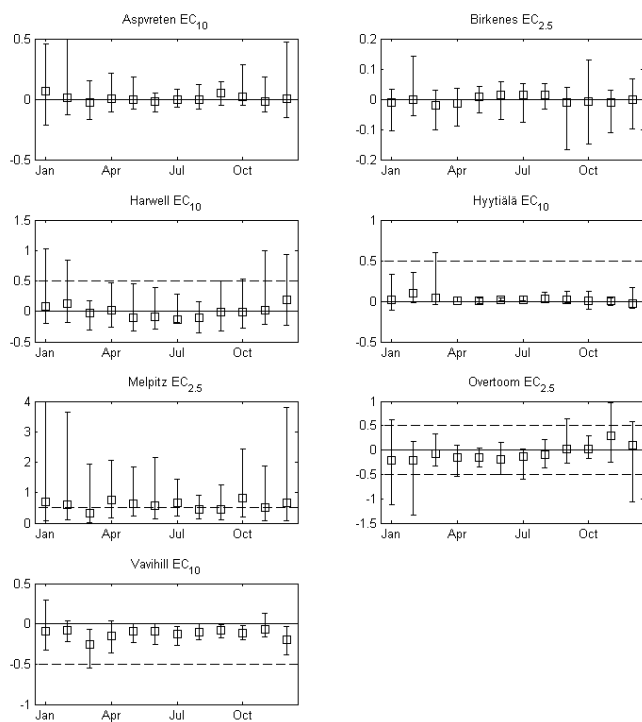 Aspvreten EC10
0.5
0
-0.5
Jan Apr Jul Oct
Birkenes EC2.5
0.2
0.1
0
-0.1
-0.2
Jan Apr Jul Oct
Harwell EC10
1.5
1
0.5
0
-0.5
Jan Apr Jul Oct
Hyytiälä EC10
1
0.5
0
-0.5
Jan Apr Jul Oct
Melpitz EC2.5
4
3
2
1
0
Jan Apr Jul Oct
Overtoom EC2.5
1
0.5
0
-0.5
-1
-1.5
Jan Apr Jul Oct
Vavihill EC10
0.5
0
-0.5
-1
Jan Apr Jul Oct